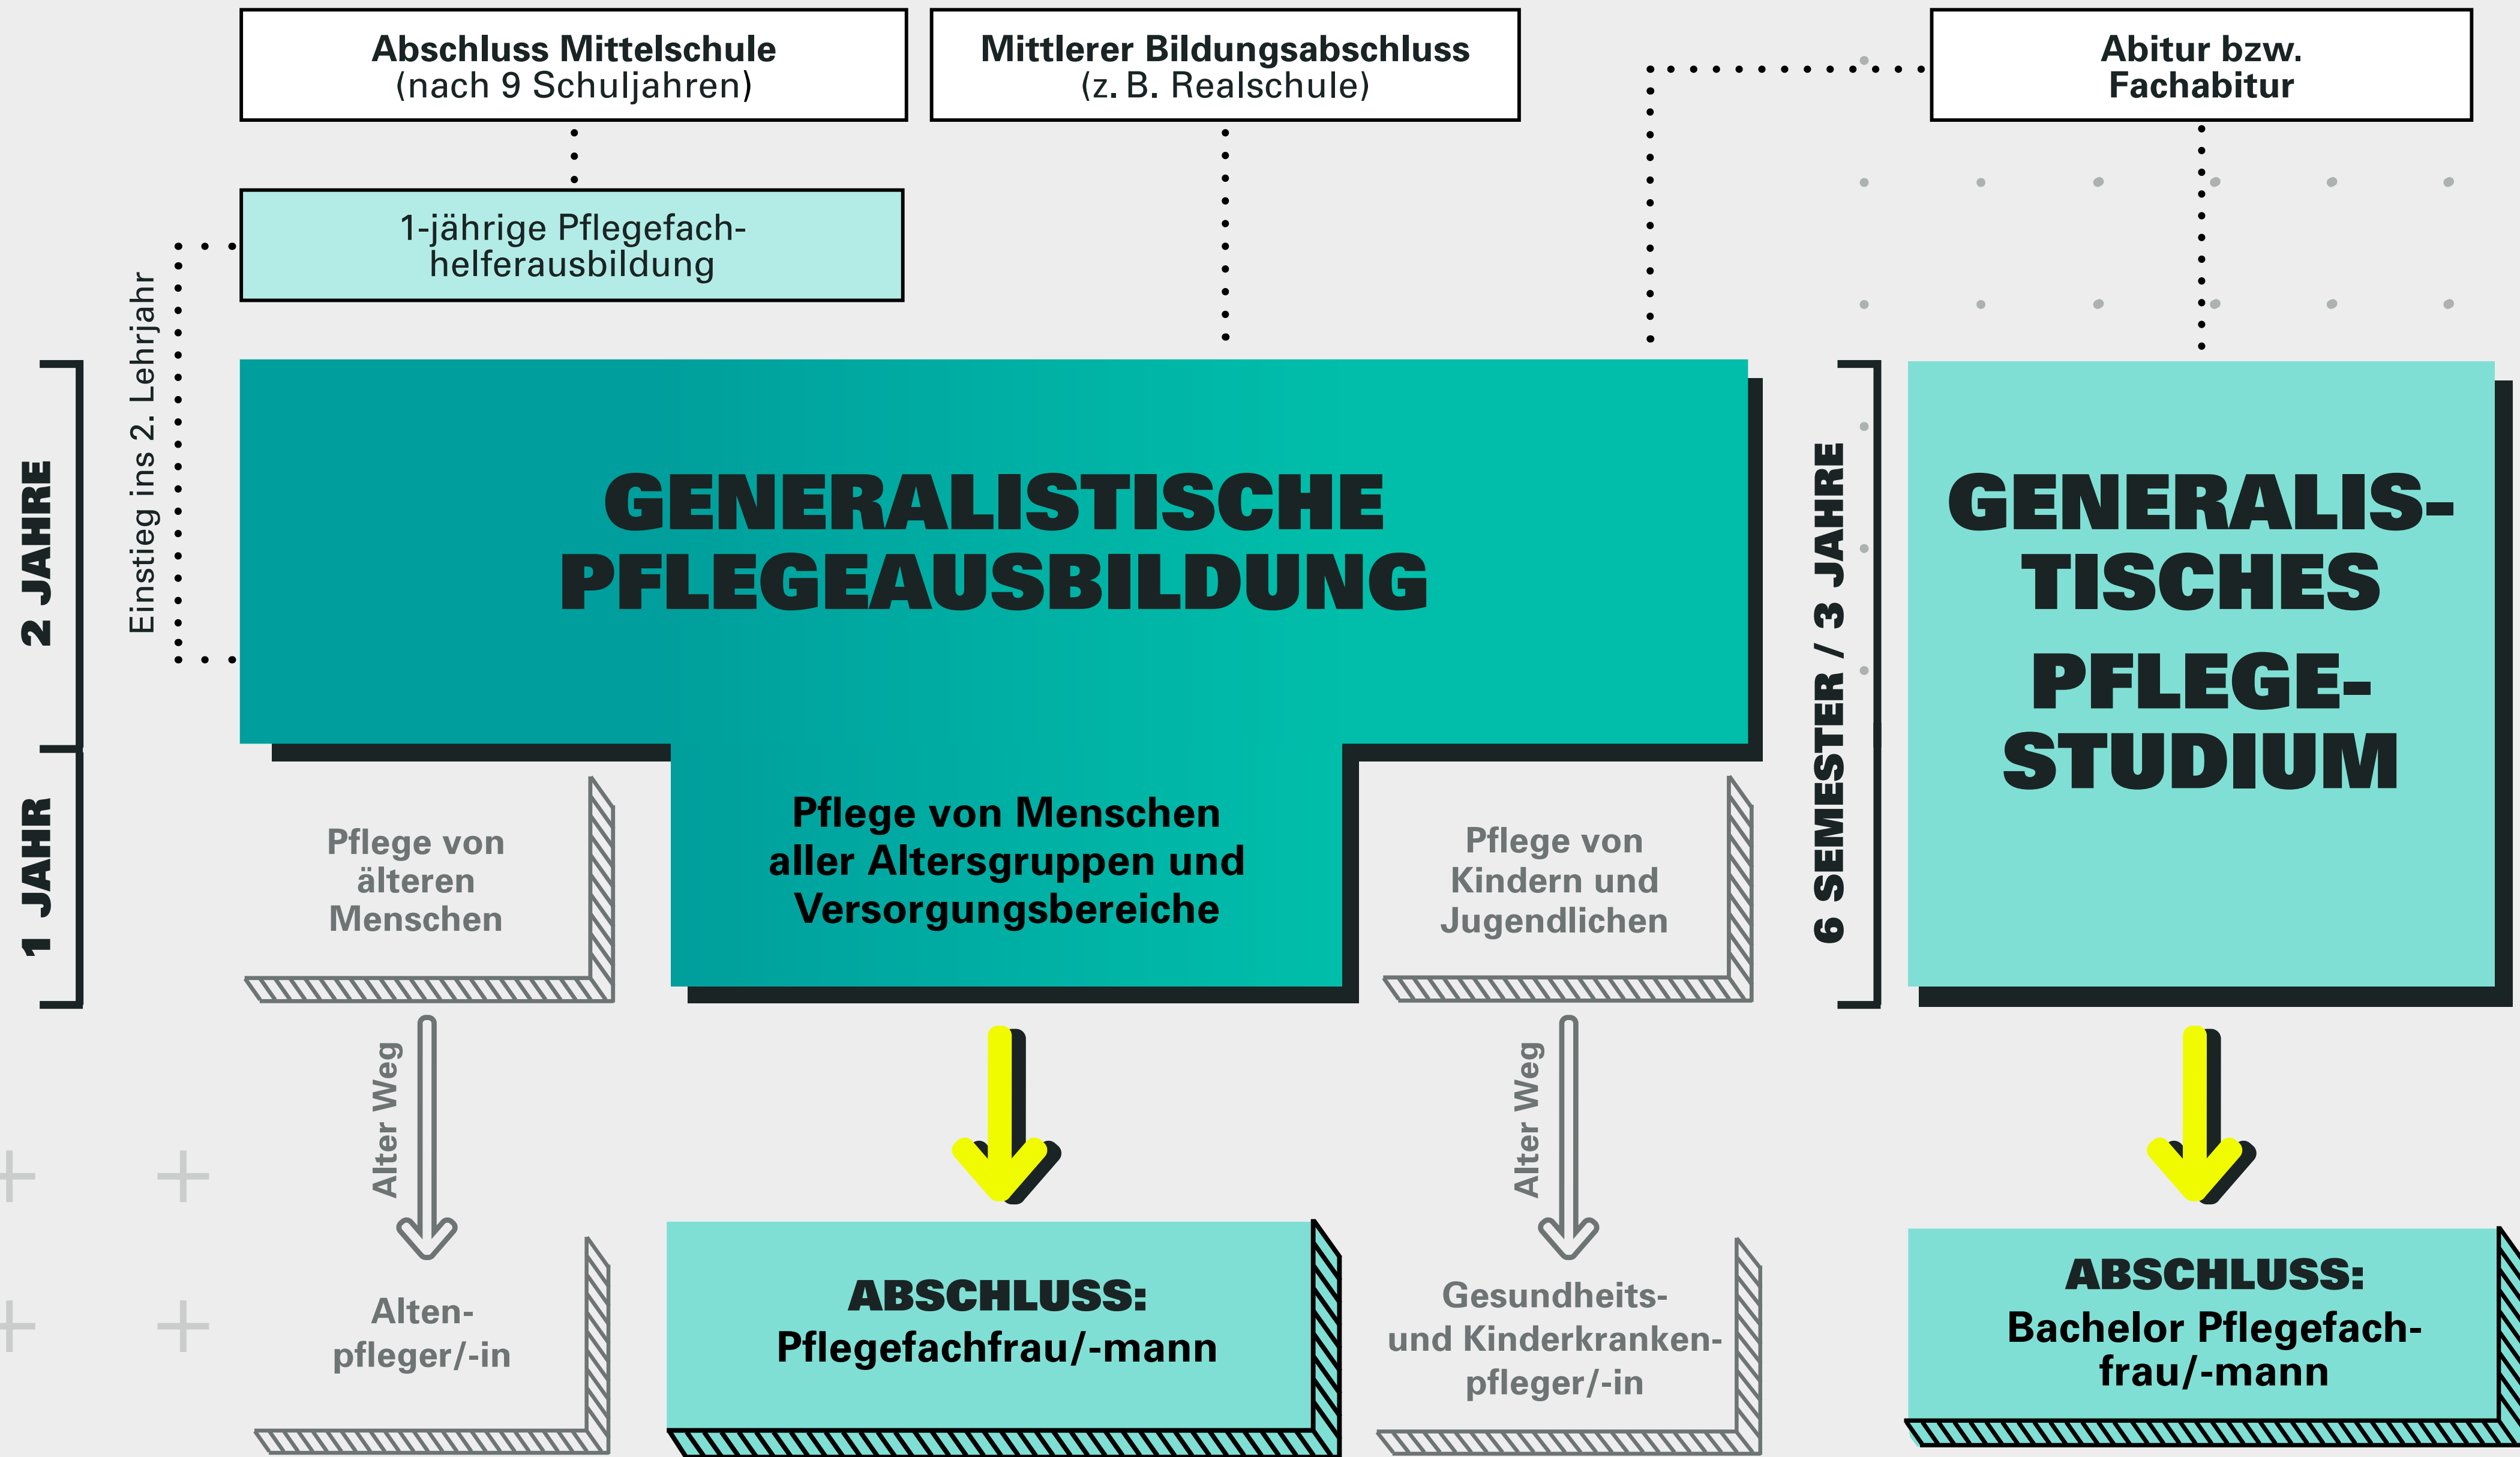 Abschluss Mittelschule
(nach 9 Schuljahren)
Mittlerer Bildungsabschluss
(z. B. Realschule)
Abitur bzw.
Fachabitur
1-jährige Pflegefach-
helferausbildung
Einstieg ins 2. Lehrjahr
2 JAHRE
1 JAHR
GENERALISTISCHE
PFLEGEAUSBILDUNG
6 SEMESTER / 3 JAHRE
GENERALIS-
TISCHES
PFLEGE-
STUDIUM
Pflege von
älteren
Menschen
Pflege von Menschen
aller Altersgruppen und
Versorgungsbereiche
Pflege von
Kindern und
Jugendlichen
Alter Weg
Alter Weg
Alten-
pfleger/-in
ABSCHLUSS:
Pflegefachfrau/-mann
Gesundheits-
und Kinderkranken-
pfleger/-in
ABSCHLUSS:
Bachelor Pflegefach-
frau/-mann